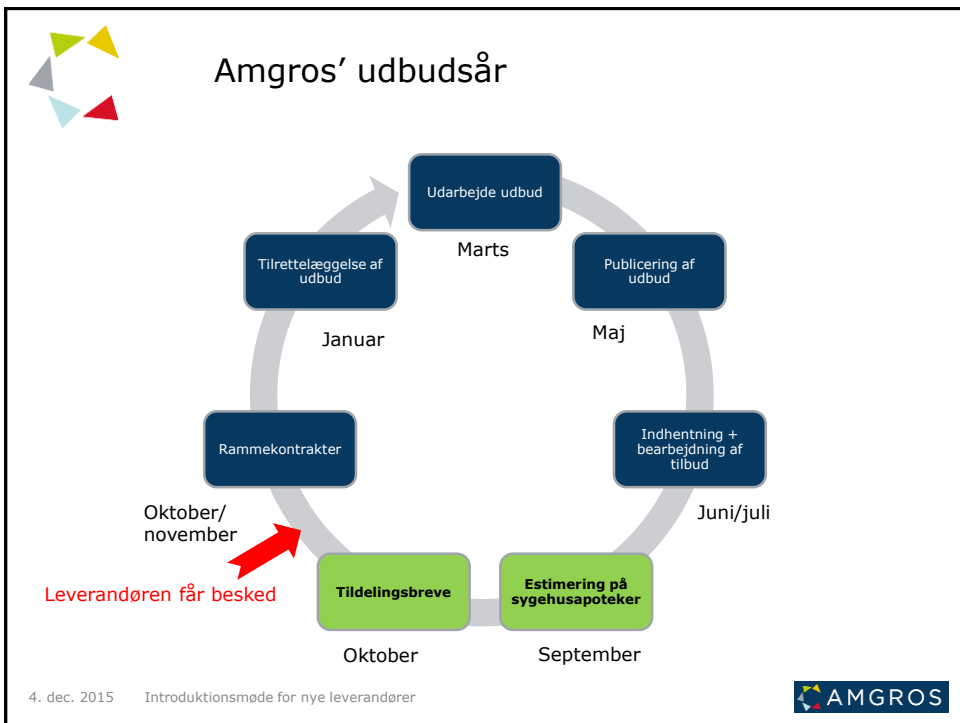 Amgros’ udbudsår
Udarbejde udbud
Marts
Publicering af
udbud
Maj
Indhentning +
bearbejdning af
tilbud
Juni/juli
Estimering på
sygehusapoteker
September
Tildelingsbreve
Oktober
Leverandøren får besked
Rammekontrakter
Oktober/
november
Tilrettelæggelse af
udbud
Januar
4. dec. 2015 Introduktionsmøde for nye leverandører
AMGROS